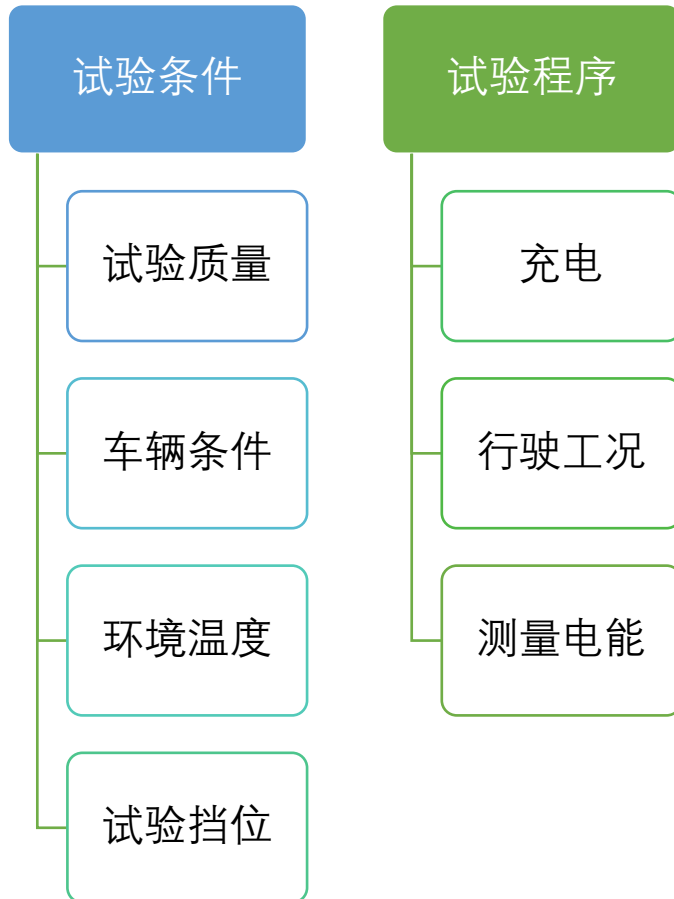 试验条件
试验质量
车辆条件
环境温度
试验挡位
试验程序
充电
行驶工况
测量电能